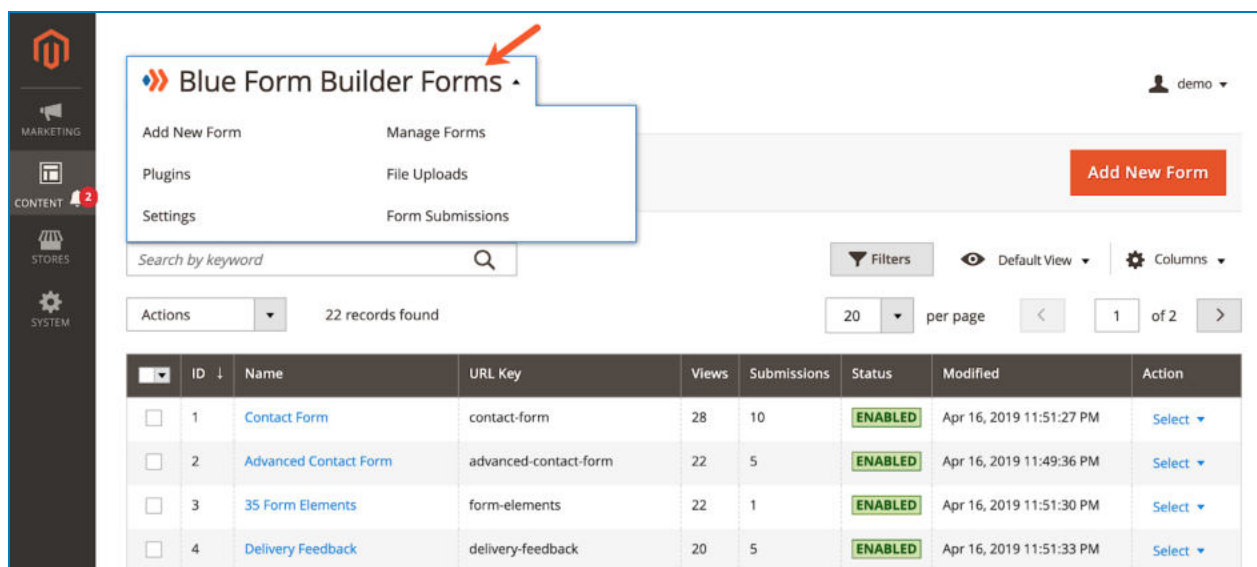 Blue Form Builder Forms
demo
MARKETING
Add New Form Manage Forms
Plugins File Uploads
Add New Form
CONTENT 2
Settings Form Submissions
STORES
Search by keyword
Filters Default View Columns
SYSTEM
Actions 22 records found 20 per page 1 of 2
ID ↓ Name URL Key Views Submissions Status Modified Action
1 Contact Form contact-form 28 10 ENABLED Apr 16, 2019 11:51:27 PM Select
2 Advanced Contact Form advanced-contact-form 22 5 ENABLED Apr 16, 2019 11:49:36 PM Select
3 35 Form Elements form-elements 22 1 ENABLED Apr 16, 2019 11:51:30 PM Select
4 Delivery Feedback delivery-feedback 20 5 ENABLED Apr 16, 2019 11:51:33 PM Select